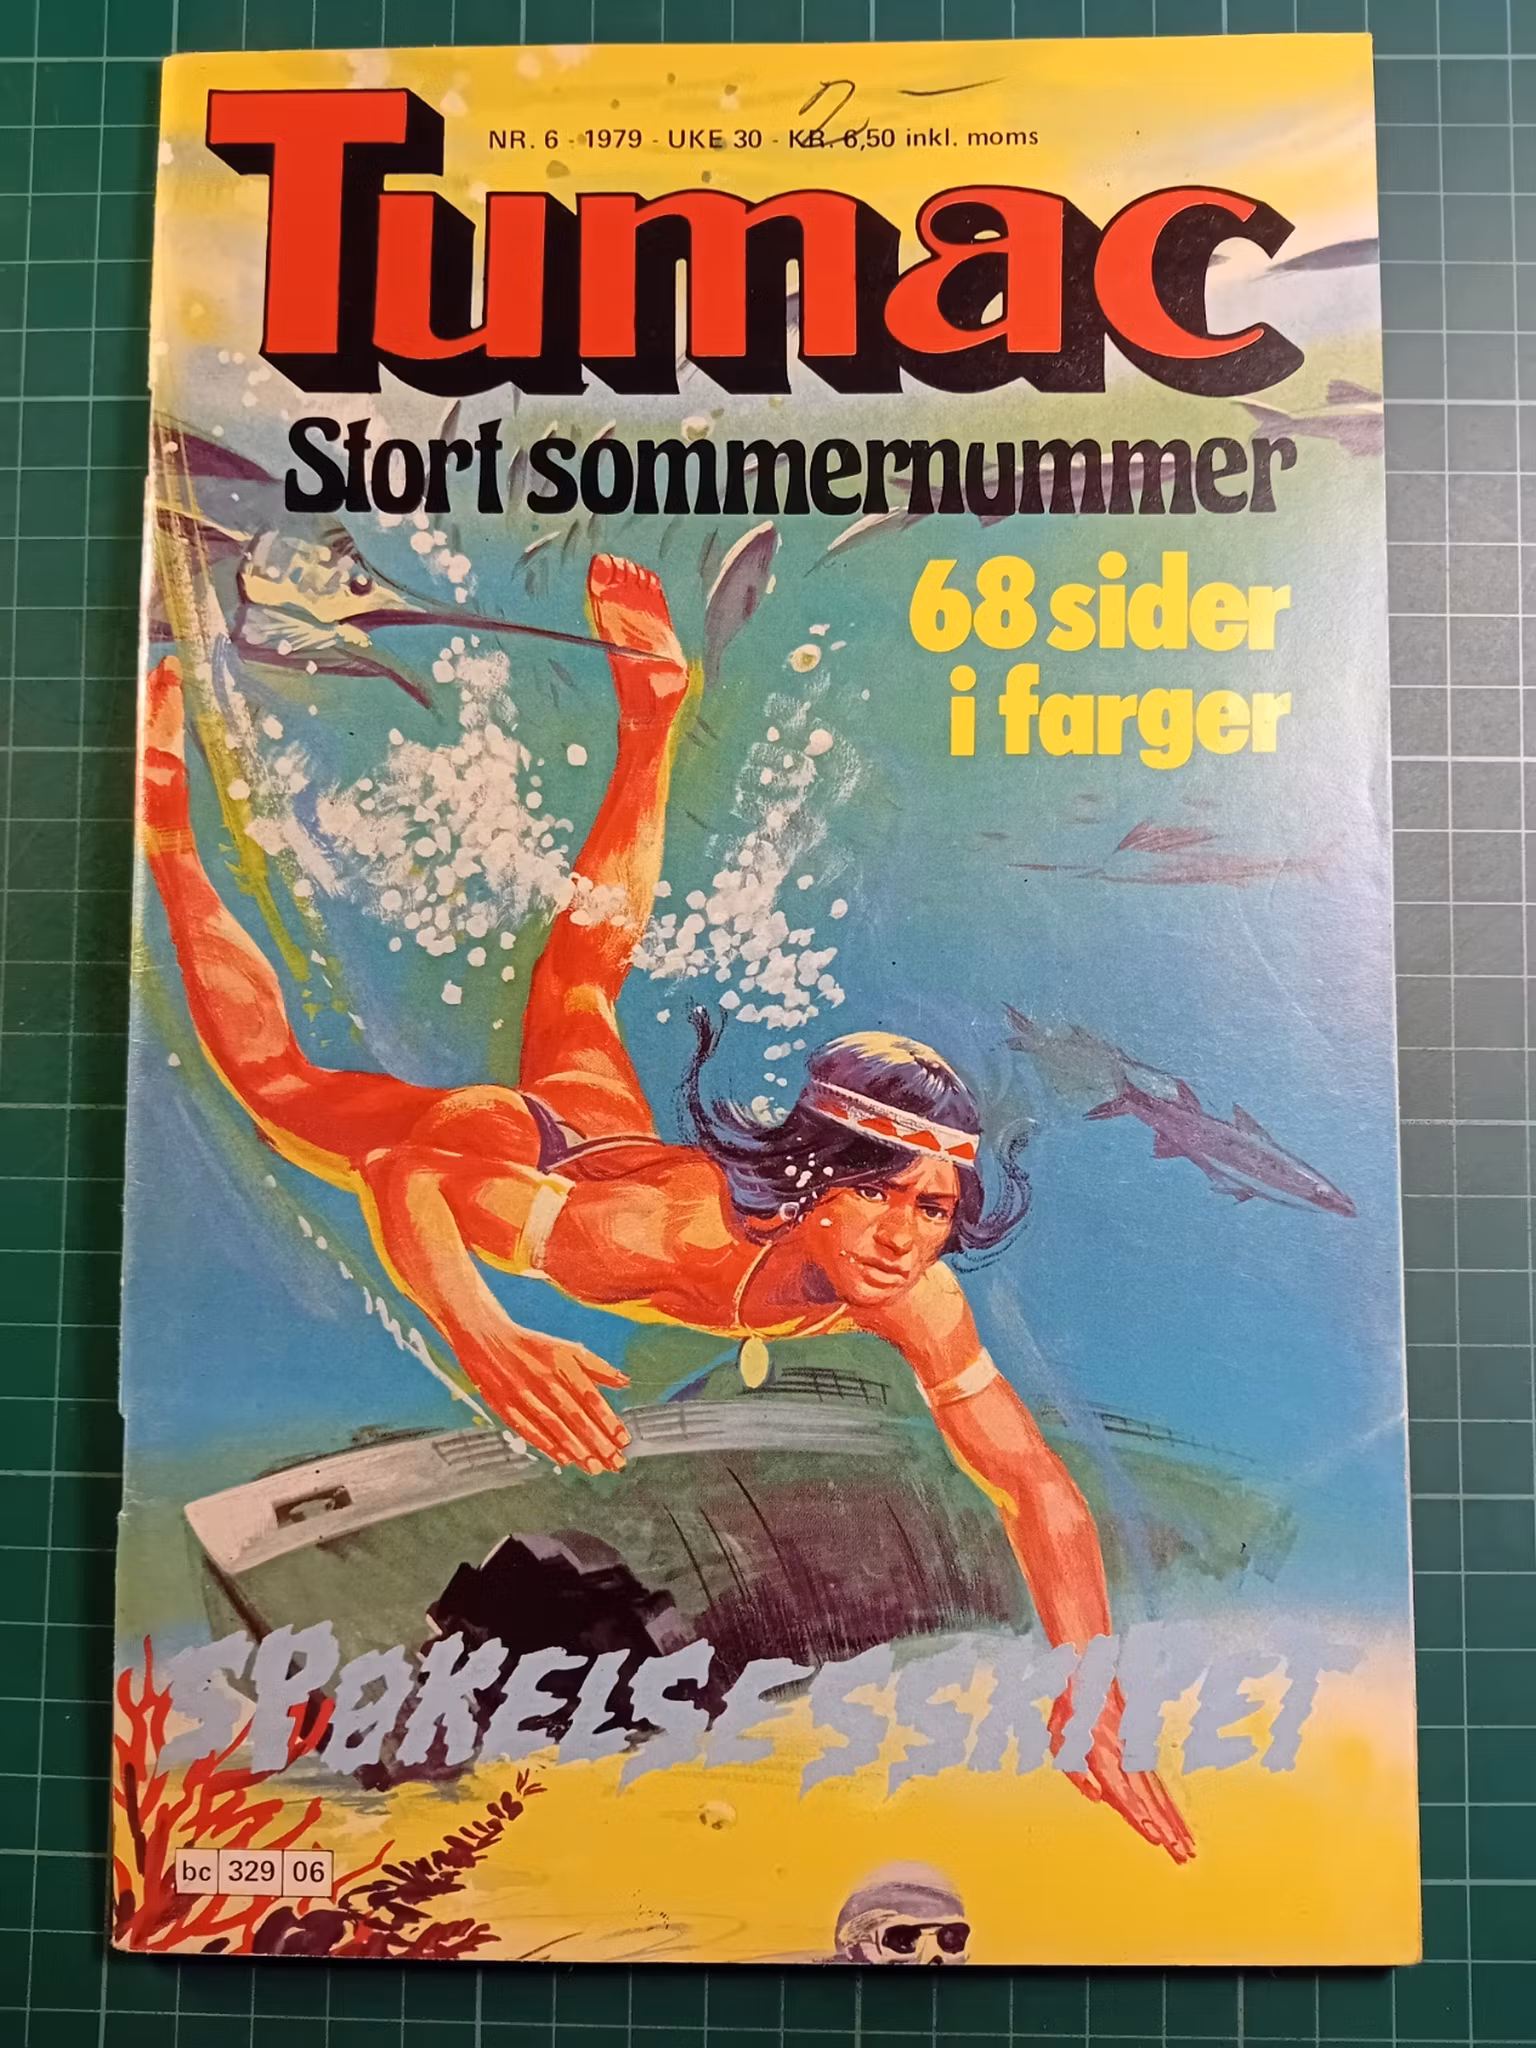 2 -
NR. 6 - 1979 - UKE 30 - KR. 6,50 inkl. moms
Tumac
Stort sommernummer
68 sider
i farger
SPØKELSESSKIPET
bc 329 06